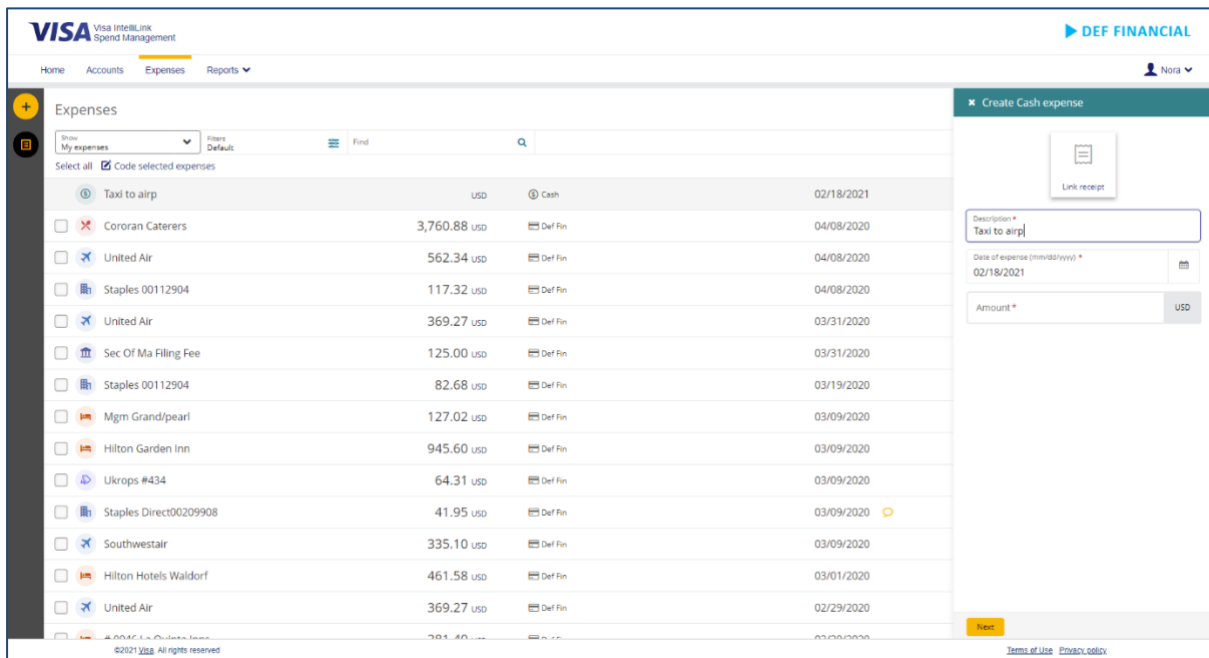 VISA Visa IntelliLink
Spend Management
DEF FINANCIAL
Home Accounts Expenses Reports
Nora
Expenses
Create Cash expense
Show
My expenses
Filters
Default
Find
Select all Code selected expenses
Link receipt
Taxi to airp USD Cash 02/18/2021
Cororan Caterers 3,760.88 USD Def Fin 04/08/2020
United Air 562.34 USD Def Fin 04/08/2020
Staples 00112904 117.32 USD Def Fin 04/08/2020
United Air 369.27 USD Def Fin 03/31/2020
Sec Of Ma Filing Fee 125.00 USD Def Fin 03/31/2020
Staples 00112904 82.68 USD Def Fin 03/19/2020
Mgm Grand/pearl 127.02 USD Def Fin 03/09/2020
Hilton Garden Inn 945.60 USD Def Fin 03/09/2020
Ukrops #434 64.31 USD Def Fin 03/09/2020
Staples Direct00209908 41.95 USD Def Fin 03/09/2020
Southwestair 335.10 USD Def Fin 03/09/2020
Hilton Hotels Waldorf 461.58 USD Def Fin 03/01/2020
United Air 369.27 USD Def Fin 02/29/2020
Description *
Taxi to airp
Date of expense (mm/dd/yyyy) *
02/18/2021
Amount * USD
Next
©2021 Visa. All rights reserved
Terms of Use Privacy policy